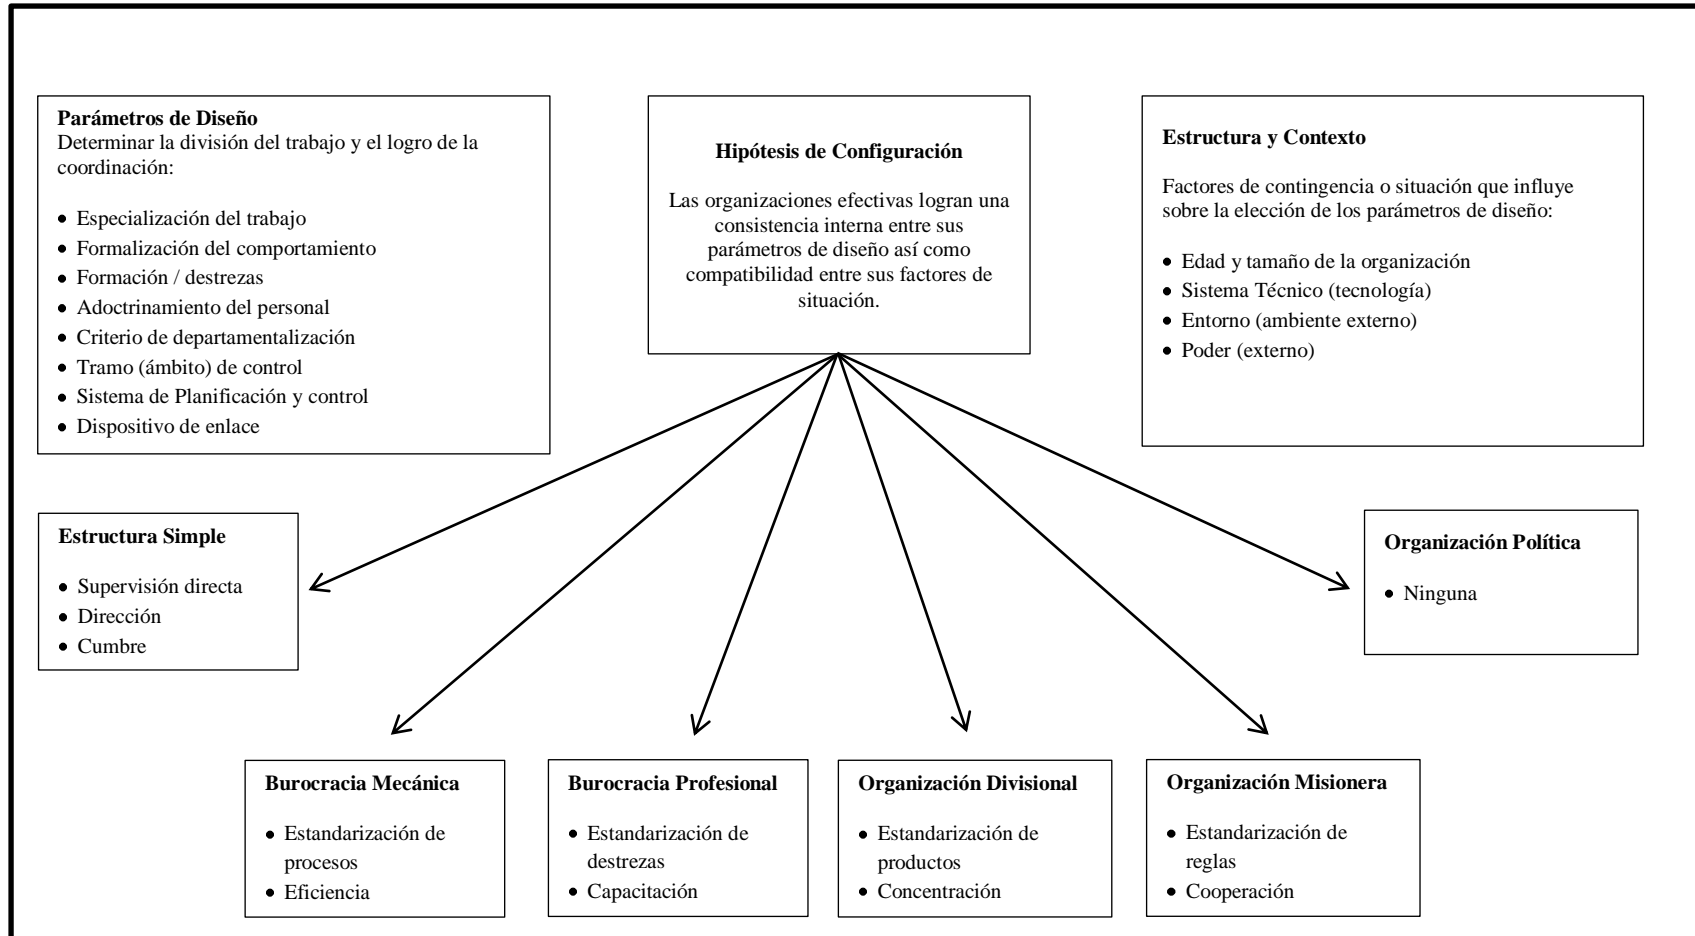 Parámetros de Diseño
Determinar la división del trabajo y el logro de la
coordinación:
• Especialización del trabajo
• Formalización del comportamiento
• Formación / destrezas
• Adoctrinamiento del personal
• Criterio de departamentalización
• Tramo (ámbito) de control
• Sistema de Planificación y control
• Dispositivo de enlace
Hipótesis de Configuración
Las organizaciones efectivas logran una
consistencia interna entre sus
parámetros de diseño así como
compatibilidad entre sus factores de
situación.
Estructura y Contexto
Factores de contingencia o situación que influye
sobre la elección de los parámetros de diseño:
• Edad y tamaño de la organización
• Sistema Técnico (tecnología)
• Entorno (ambiente externo)
• Poder (externo)
Estructura Simple
• Supervisión directa
• Dirección
• Cumbre
Organización Política
• Ninguna
Burocracia Mecánica
• Estandarización de
procesos
• Eficiencia
Burocracia Profesional
• Estandarización de
destrezas
• Capacitación
Organización Divisional
• Estandarización de
productos
• Concentración
Organización Misionera
• Estandarización de
reglas
• Cooperación